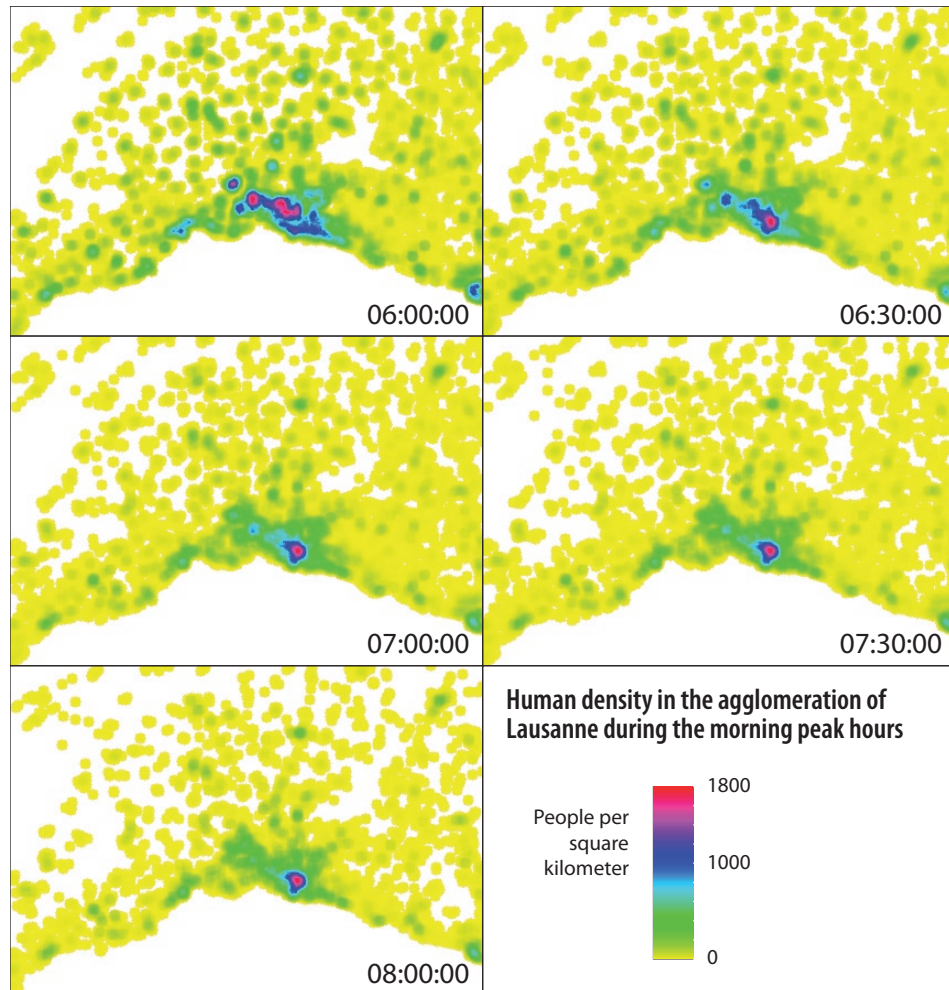 06:00:00
06:30:00
07:00:00
07:30:00
08:00:00
Human density in the agglomeration of
Lausanne during the morning peak hours
People per
square
kilometer
1800
1000
0